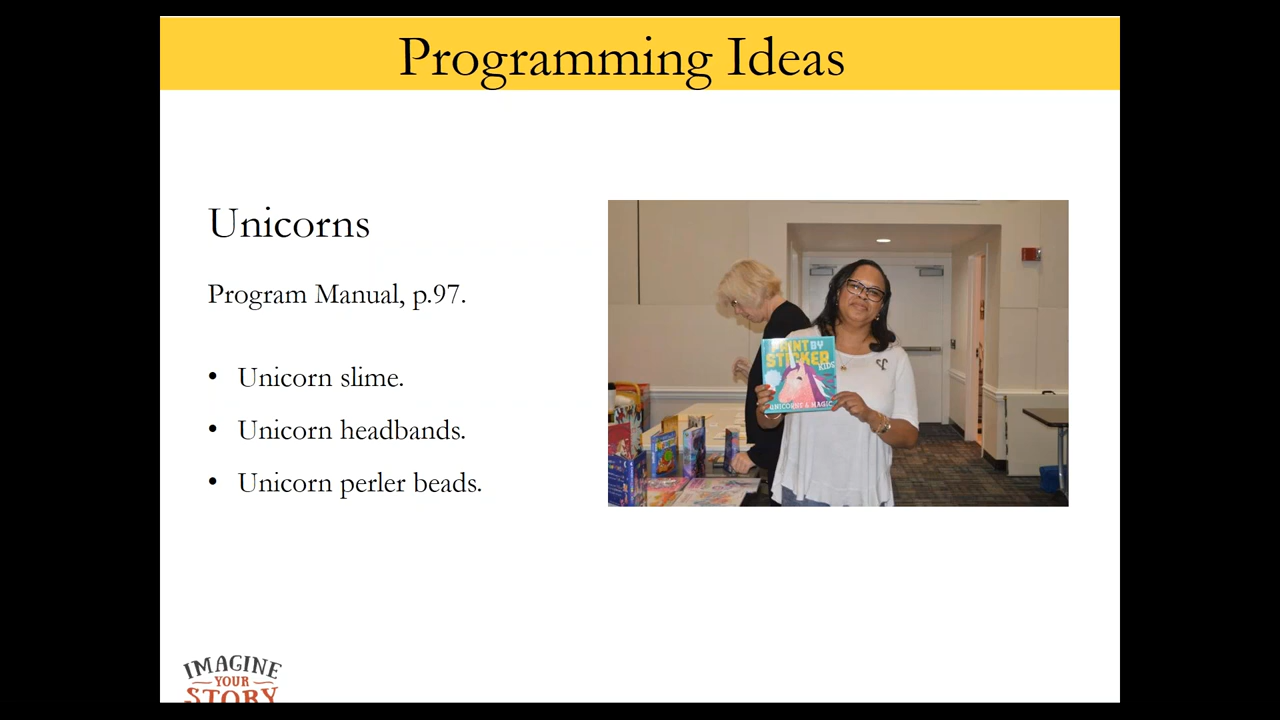 Programming Ideas
Unicorns
Program Manual, p.97.
• Unicorn slime.
• Unicorn headbands.
• Unicorn perler beads.
PAINT BY
STICKER
KIDS
UNICORNS & MAGIC
IMAGINE
YOUR
STORY